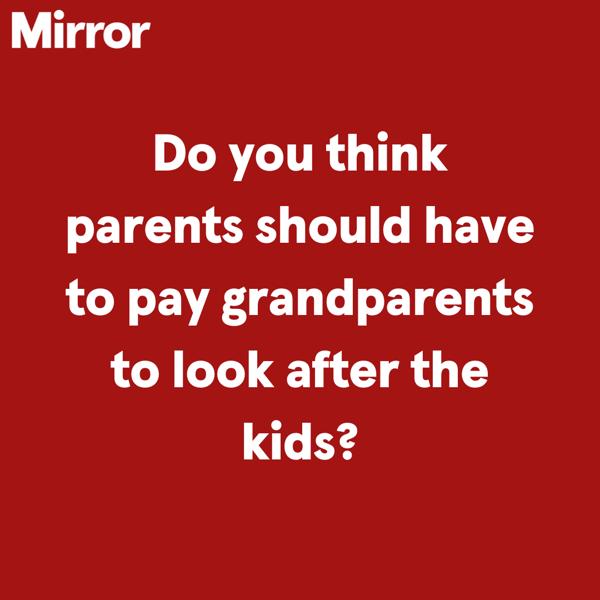 Mirror
Do you think
parents should have
to pay grandparents
to look after the
kids?